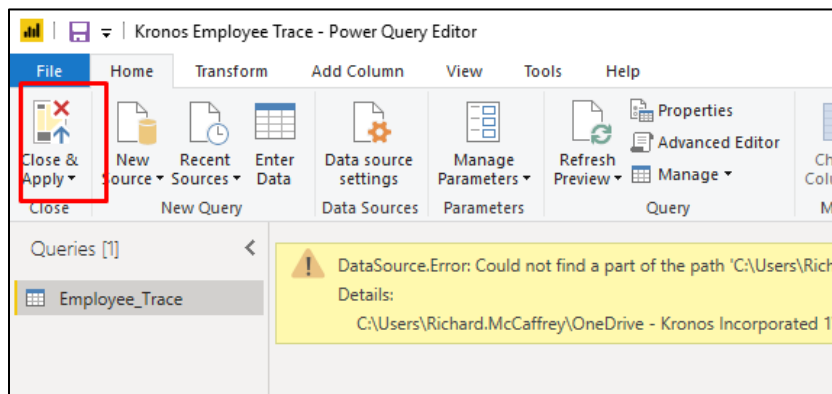 Kronos Employee Trace - Power Query Editor
File Home Transform Add Column View Tools Help
Close & Apply
New Source
Recent Sources
Enter Data
Data source settings
Manage Parameters
Refresh Preview
Properties
Advanced Editor
Manage
Close New Query Data Sources Parameters Query
Queries [1]
DataSource.Error: Could not find a part of the path 'C:\Users\Rich
Employee_Trace
Details:
C:\Users\Richard.McCaffrey\OneDrive - Kronos Incorporated 1